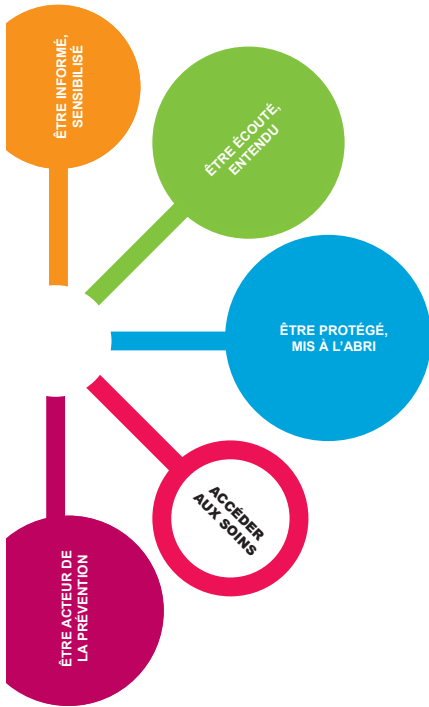 ÊTRE INFORMÉ,
SENSIBILISÉ
ÊTRE ÉCOUTÉ,
ENTENDU
ÊTRE PROTÉGÉ,
MIS À L'ABRI
ACCÉDER
AUX SOINS
ÊTRE ACTEUR DE
LA PRÉVENTION